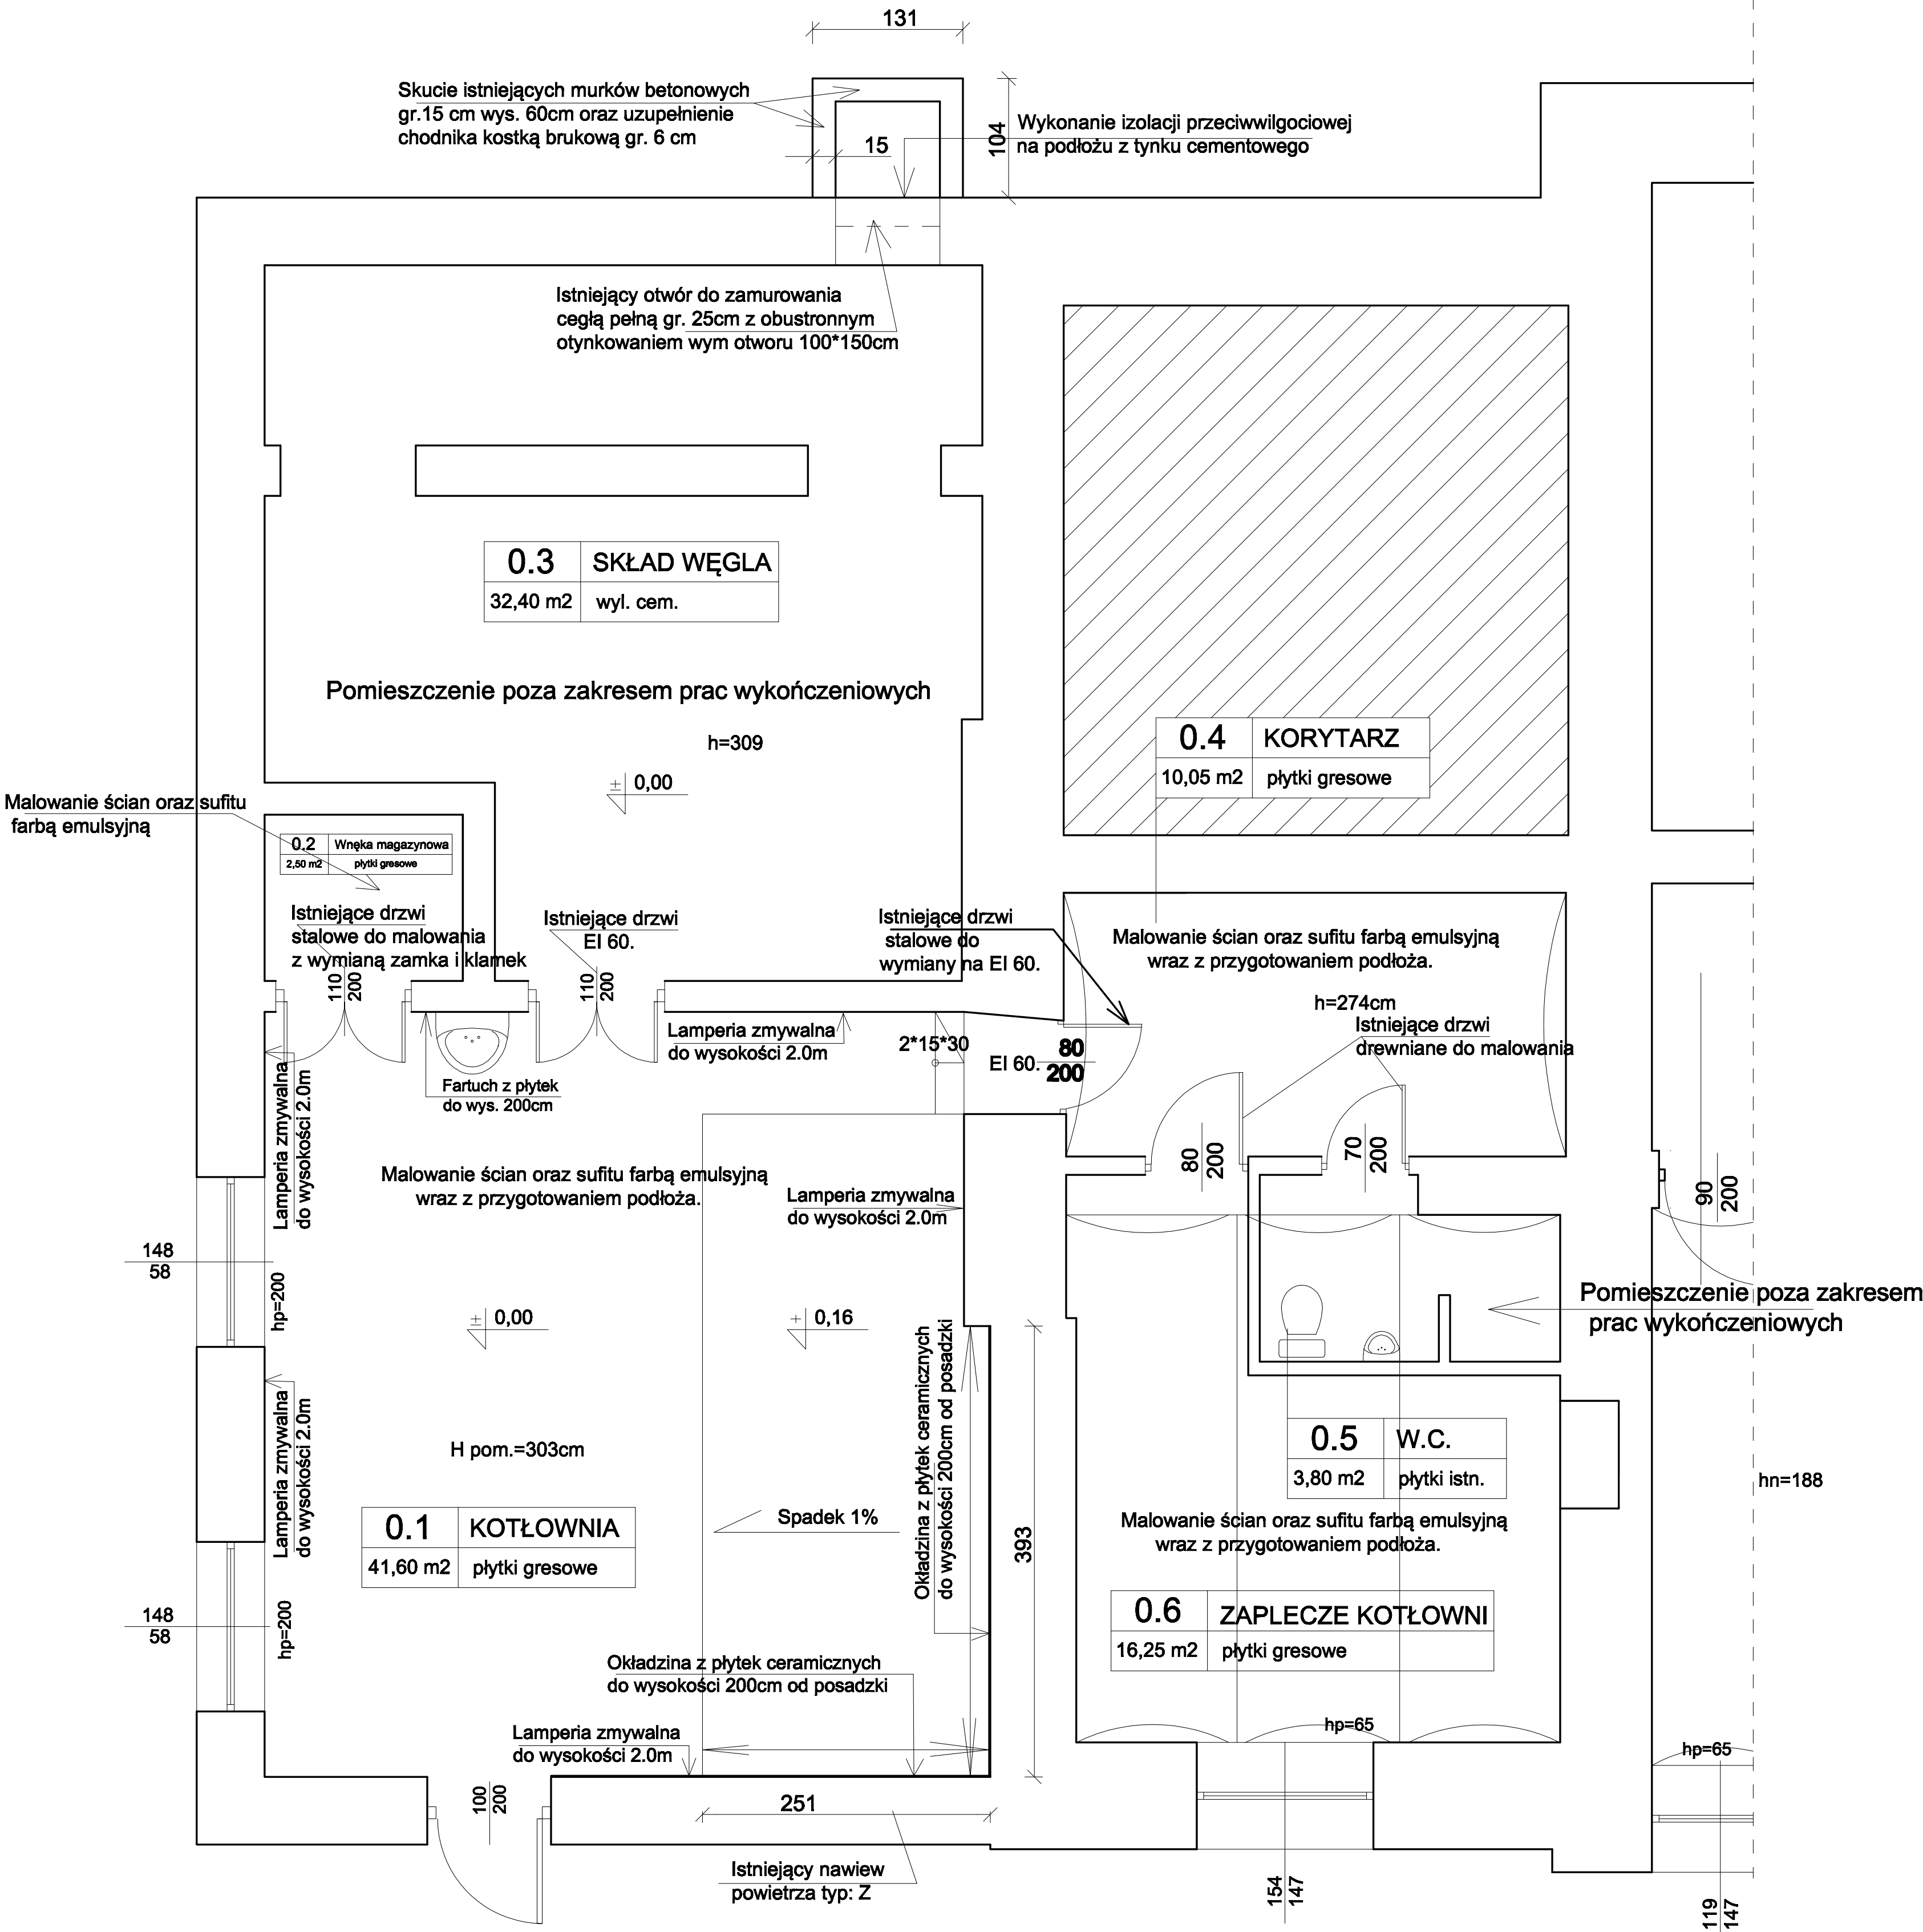 131
Skucie istniejących murków betonowych
gr.15 cm wys. 60cm oraz uzupełnienie
chodnika kostką brukową gr. 6 cm
15
104
Wykonanie izolacji przeciwwilgociowej
na podłożu z tynku cementowego
Istniejący otwór do zamurowania
cegłą pełną gr. 25cm z obustronnym
otynkowaniem wym otworu 100*150cm
0.3 SKŁAD WĘGLA
32,40 m2 wyl. cem.
Pomieszczenie poza zakresem prac wykończeniowych
h=309
± 0,00
0.4 KORYTARZ
10,05 m2 płytki gresowe
Malowanie ścian oraz sufitu
farbą emulsyjną
0.2 Wnęka magazynowa
2,50 m2 płytki gresowe
Istniejące drzwi
stalowe do malowania
z wymianą zamka i klamek
110
200
Istniejące drzwi
EI 60.
110
200
Istniejące drzwi
stalowe do
wymiany na EI 60.
Malowanie ścian oraz sufitu farbą emulsyjną
wraz z przygotowaniem podłoża.
h=274cm
Istniejące drzwi
drewniane do malowania
Lamperia zmywalna
do wysokości 2.0m
2*15*30
EI 60.
80
200
Fartuch z płytek
do wys. 200cm
Lamperia zmywalna
do wysokości 2.0m
80
200
70
200
90
200
Malowanie ścian oraz sufitu farbą emulsyjną
wraz z przygotowaniem podłoża.
Lamperia zmywalna
do wysokości 2.0m
148
58
hp=200
± 0,00
+ 0,16
Pomieszczenie poza zakresem
prac wykończeniowych
Okładzina z płytek ceramicznych
do wysokości 200cm od posadzki
393
Lamperia zmywalna
do wysokości 2.0m
H pom.=303cm
0.5 W.C.
3,80 m2 płytki istn.
hn=188
0.1 KOTŁOWNIA
41,60 m2 płytki gresowe
Spadek 1%
Malowanie ścian oraz sufitu farbą emulsyjną
wraz z przygotowaniem podłoża.
148
58
hp=200
0.6 ZAPLECZE KOTŁOWNI
16,25 m2 płytki gresowe
Okładzina z płytek ceramicznych
do wysokości 200cm od posadzki
Lamperia zmywalna
do wysokości 2.0m
hp=65
hp=65
100
200
251
Istniejący nawiew
powietrza typ: Z
154
147
119
147